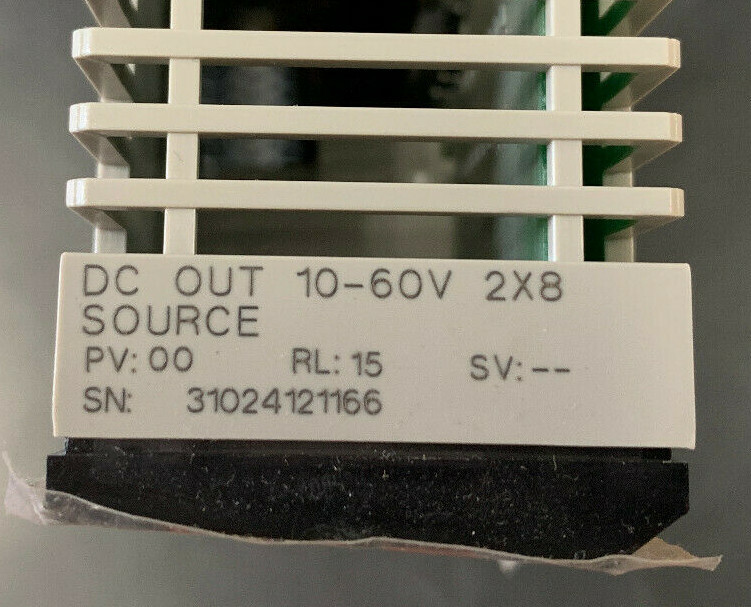 DC OUT 10-60V 2X8
SOURCE
PV: 00 RL: 15 SV: --
SN: 31024121166